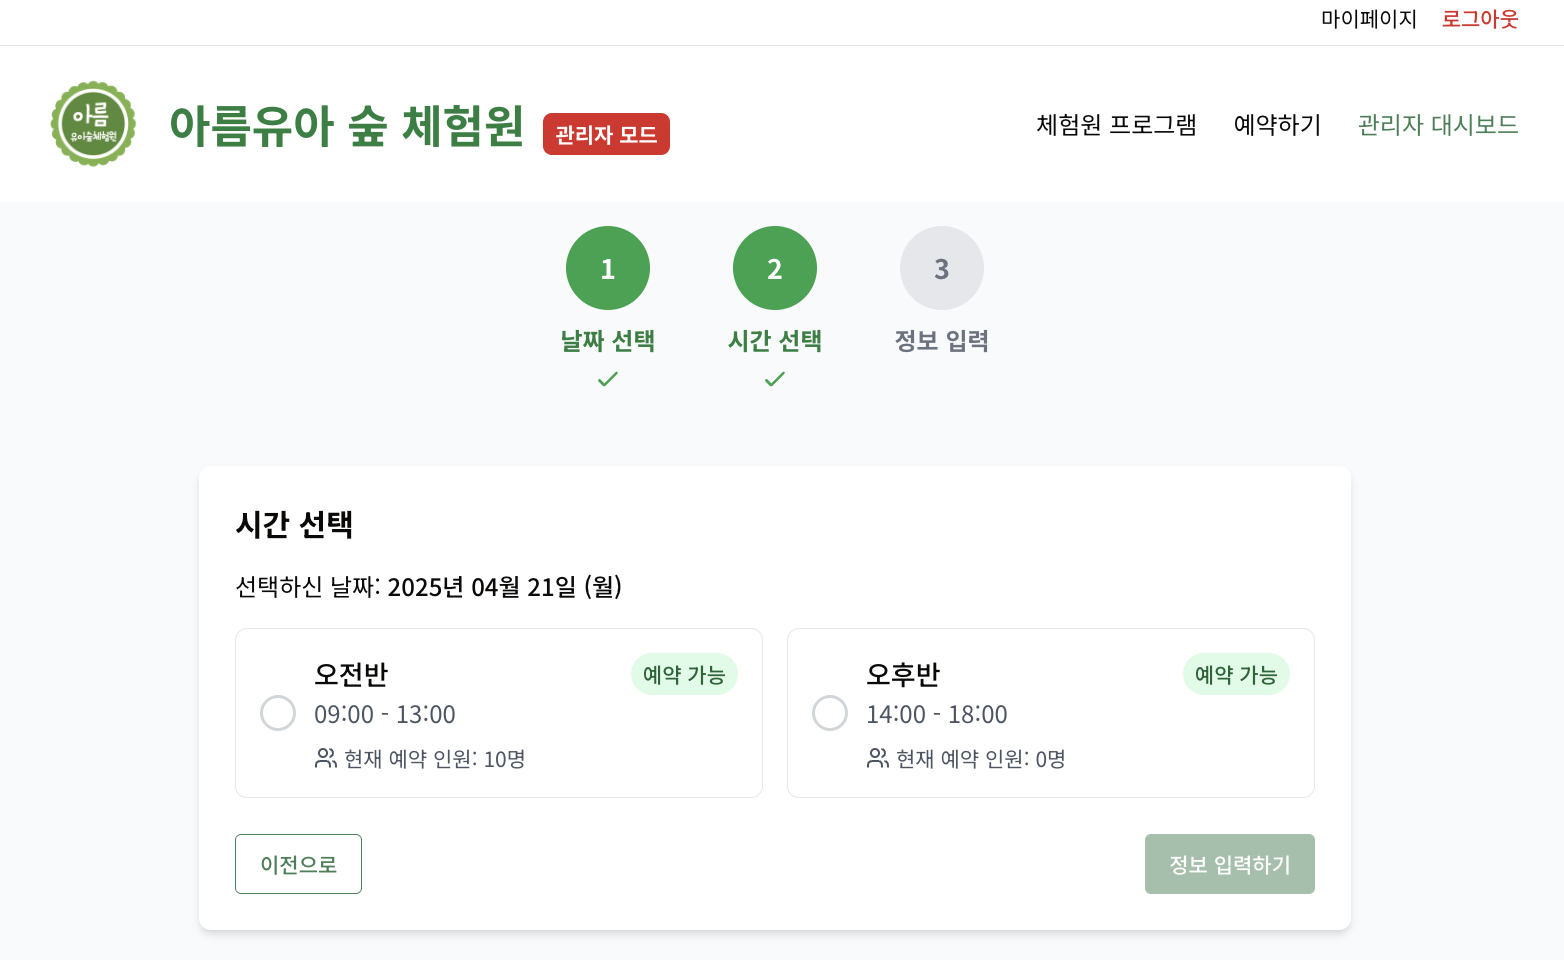 마이페이지 로그아웃
아름
유아숲체험원
아름유아 숲 체험원 관리자 모드
체험원 프로그램 예약하기 관리자 대시보드
1 2 3
날짜 선택 시간 선택 정보 입력
시간 선택
선택하신 날짜: 2025년 04월 21일 (월)
오전반 예약 가능
09:00 - 13:00
현재 예약 인원: 10명
오후반 예약 가능
14:00 - 18:00
현재 예약 인원: 0명
이전으로 정보 입력하기